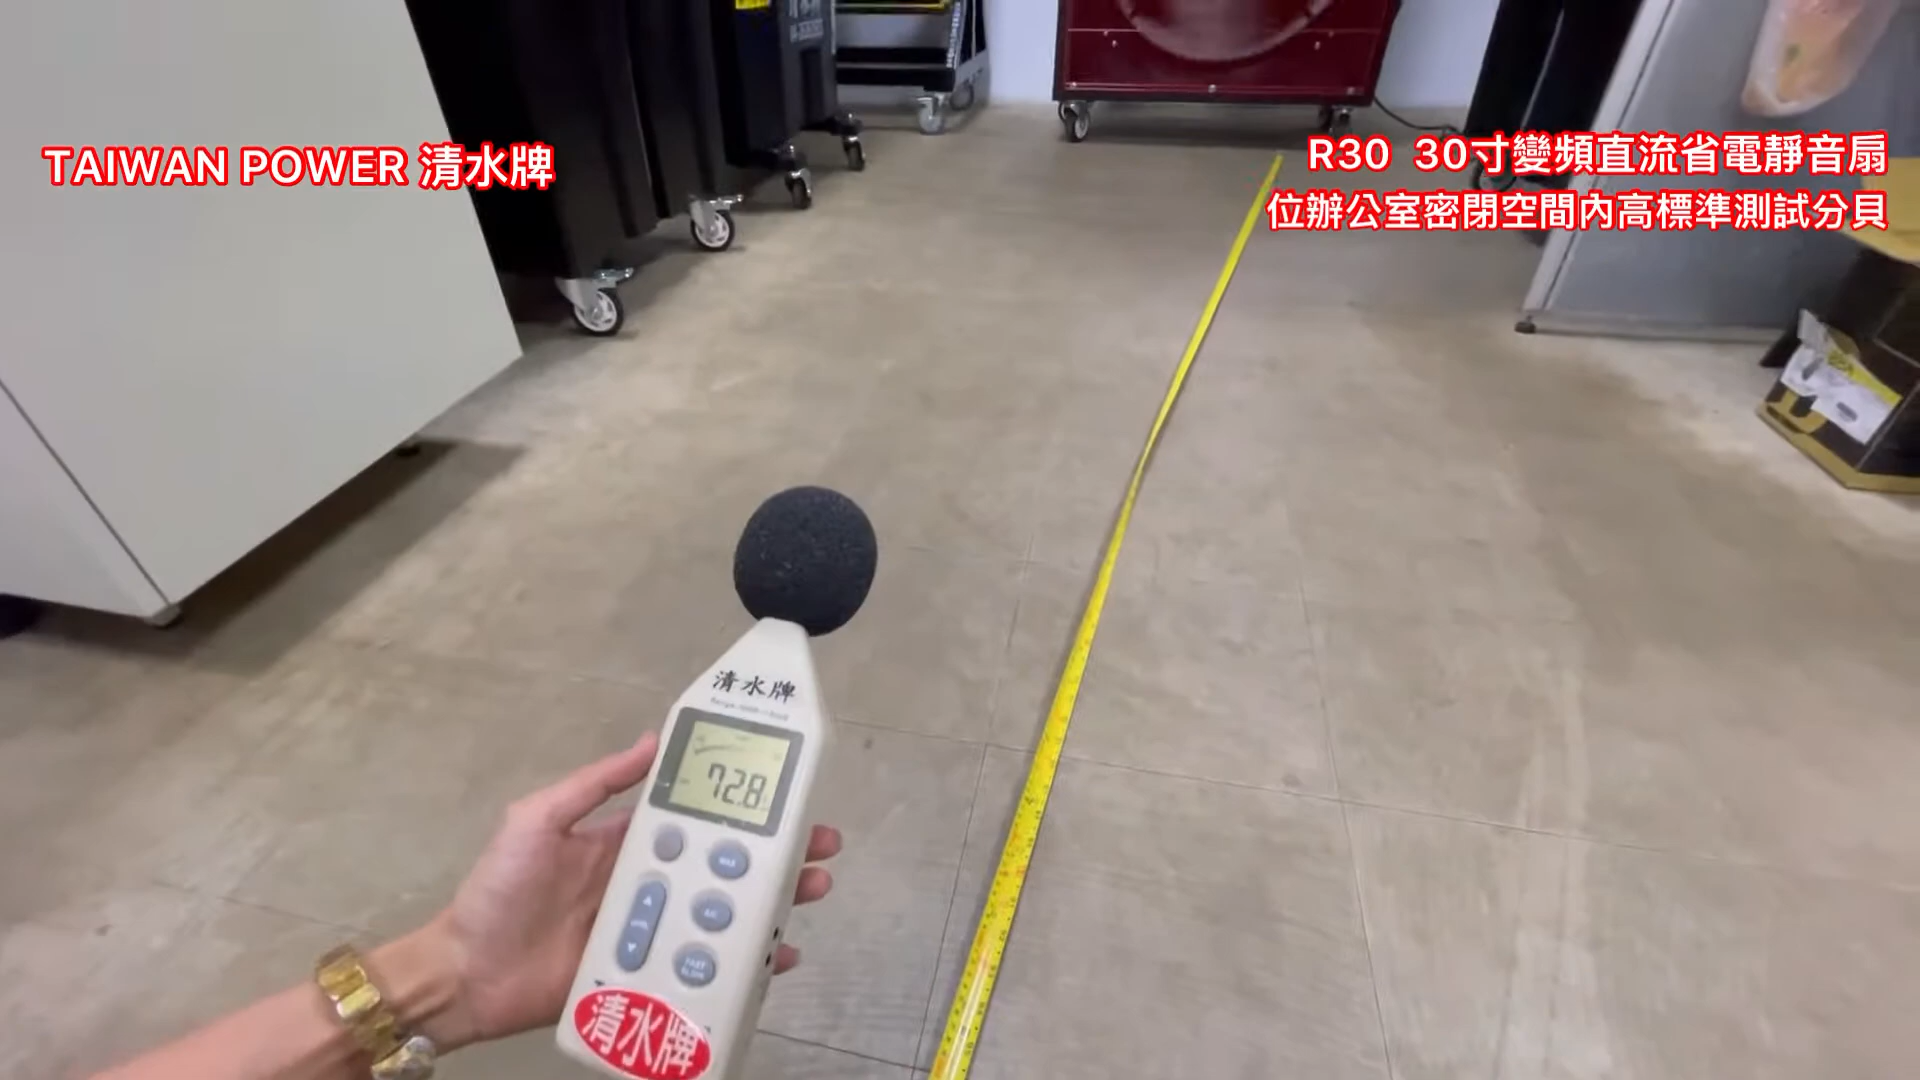 TAIWAN POWER 清水牌
R30 30寸變頻直流省電靜音扇
位辦公室密閉空間內高標準測試分貝
清水牌
72.8
MAX
FAST
清水牌